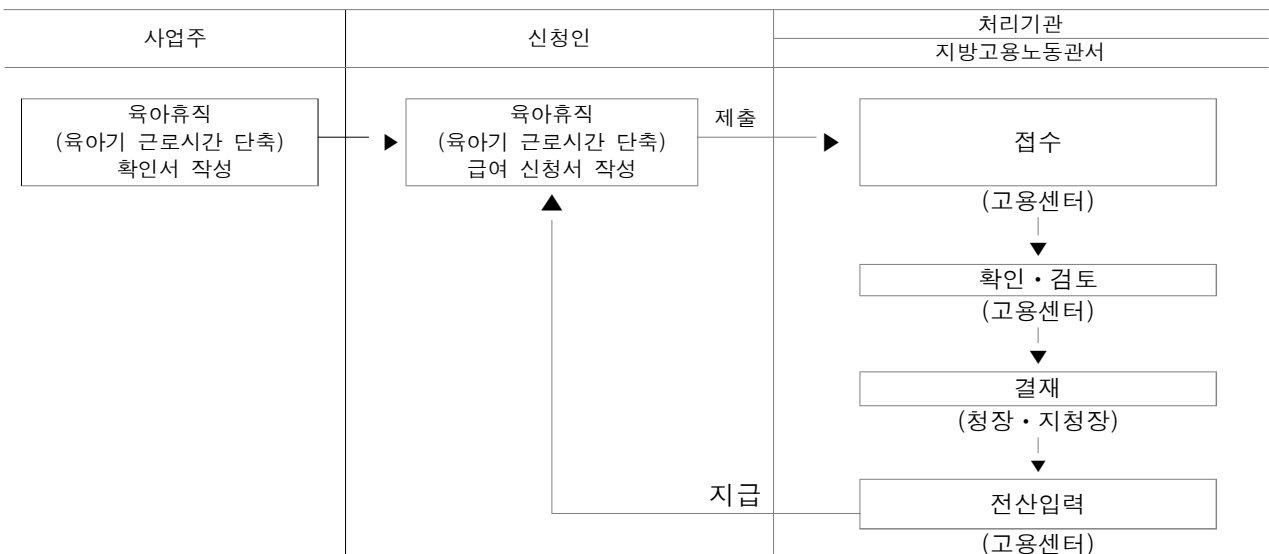 사업주
신청인
처리기관
지방고용노동관서
육아휴직
(육아기 근로시간 단축)
확인서 작성
육아휴직
(육아기 근로시간 단축)
급여 신청서 작성
제출
접수
(고용센터)
확인・검토
(고용센터)
결재
(청장・지청장)
지급
전산입력
(고용센터)